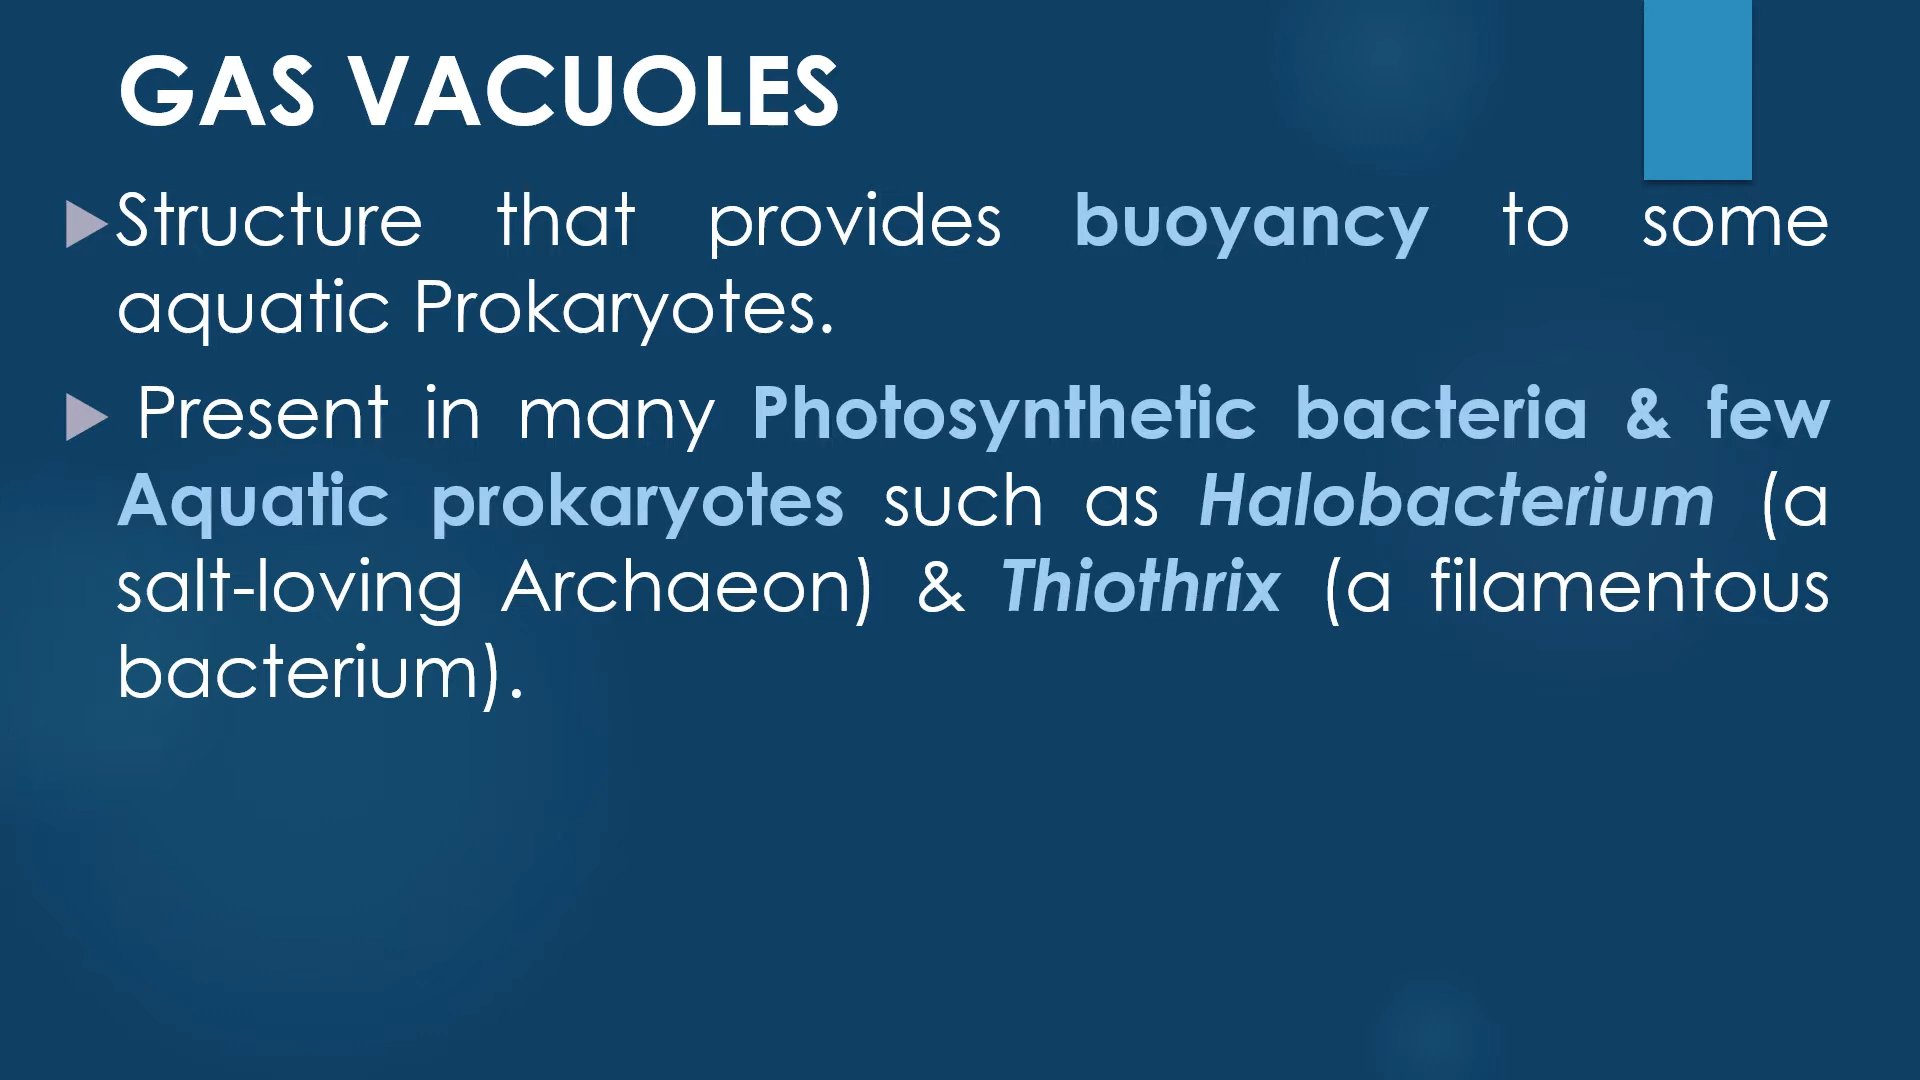 GAS VACUOLES
Structure that provides buoyancy to some
aquatic Prokaryotes.
Present in many Photosynthetic bacteria & few
Aquatic prokaryotes such as Halobacterium (a
salt-loving Archaeon) & Thiothrix (a filamentous
bacterium).